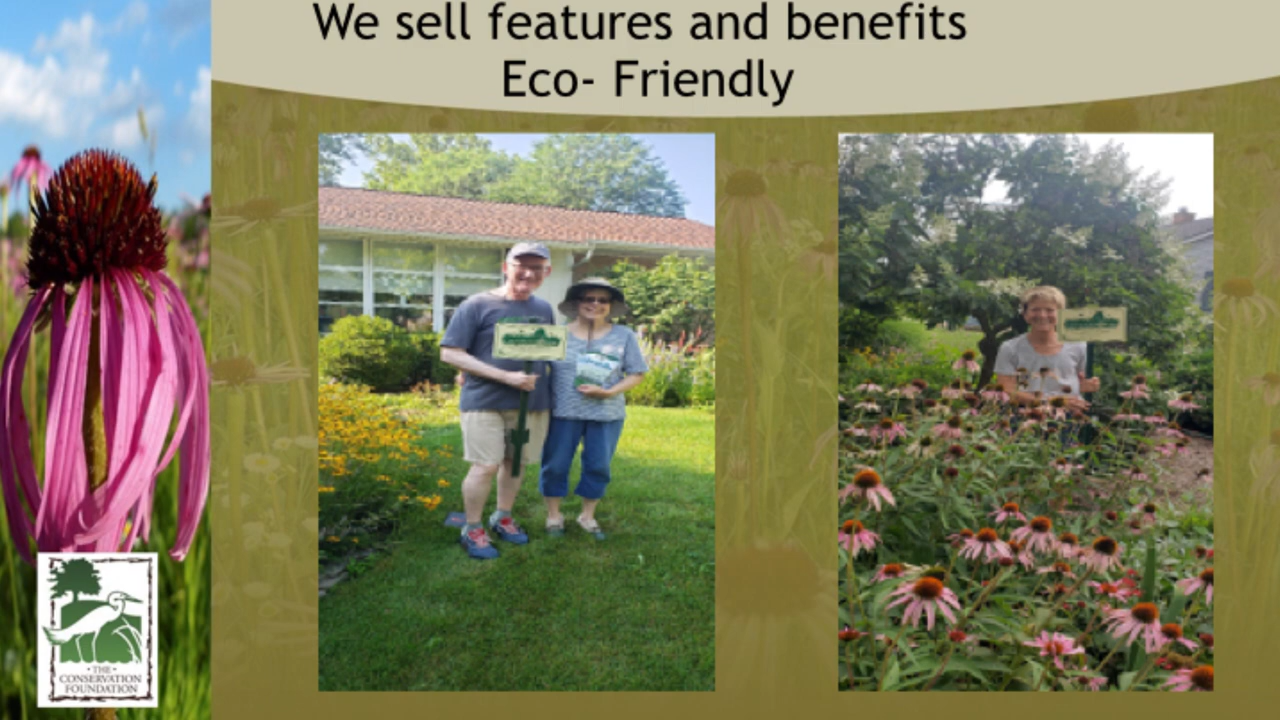 We sell features and benefits
Eco- Friendly
• THE •
CONSERVATION
FOUNDATION